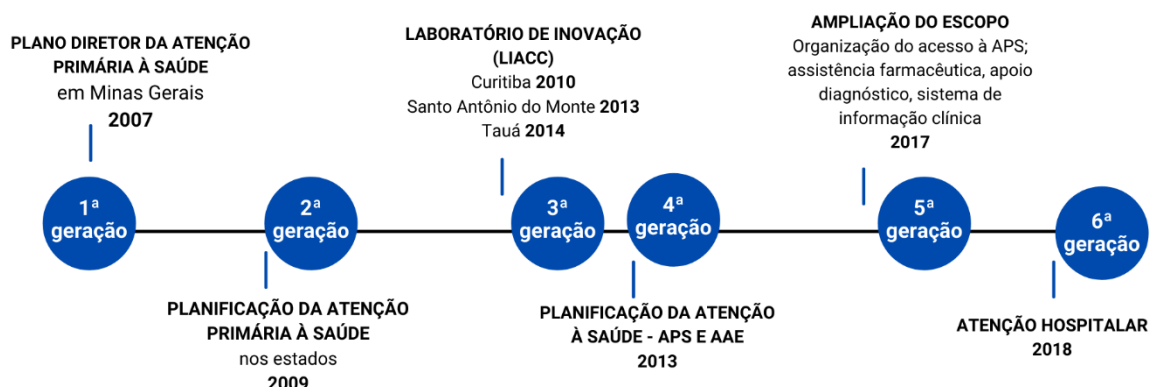 PLANO DIRETOR DA ATENÇÃO
PRIMÁRIA À SAÚDE
em Minas Gerais
2007
LABORATÓRIO DE INOVAÇÃO
(LIACC)
Curitiba 2010
Santo Antônio do Monte 2013
Tauá 2014
AMPLIAÇÃO DO ESCOPO
Organização do acesso à APS;
assistência farmacêutica, apoio
diagnóstico, sistema de
informação clínica
2017
1ª
geração
2ª
geração
3ª
geração
4ª
geração
5ª
geração
6ª
geração
PLANIFICAÇÃO DA ATENÇÃO
PRIMÁRIA À SAÚDE
nos estados
2009
PLANIFICAÇÃO DA ATENÇÃO
À SAÚDE - APS E AAE
2013
ATENÇÃO HOSPITALAR
2018